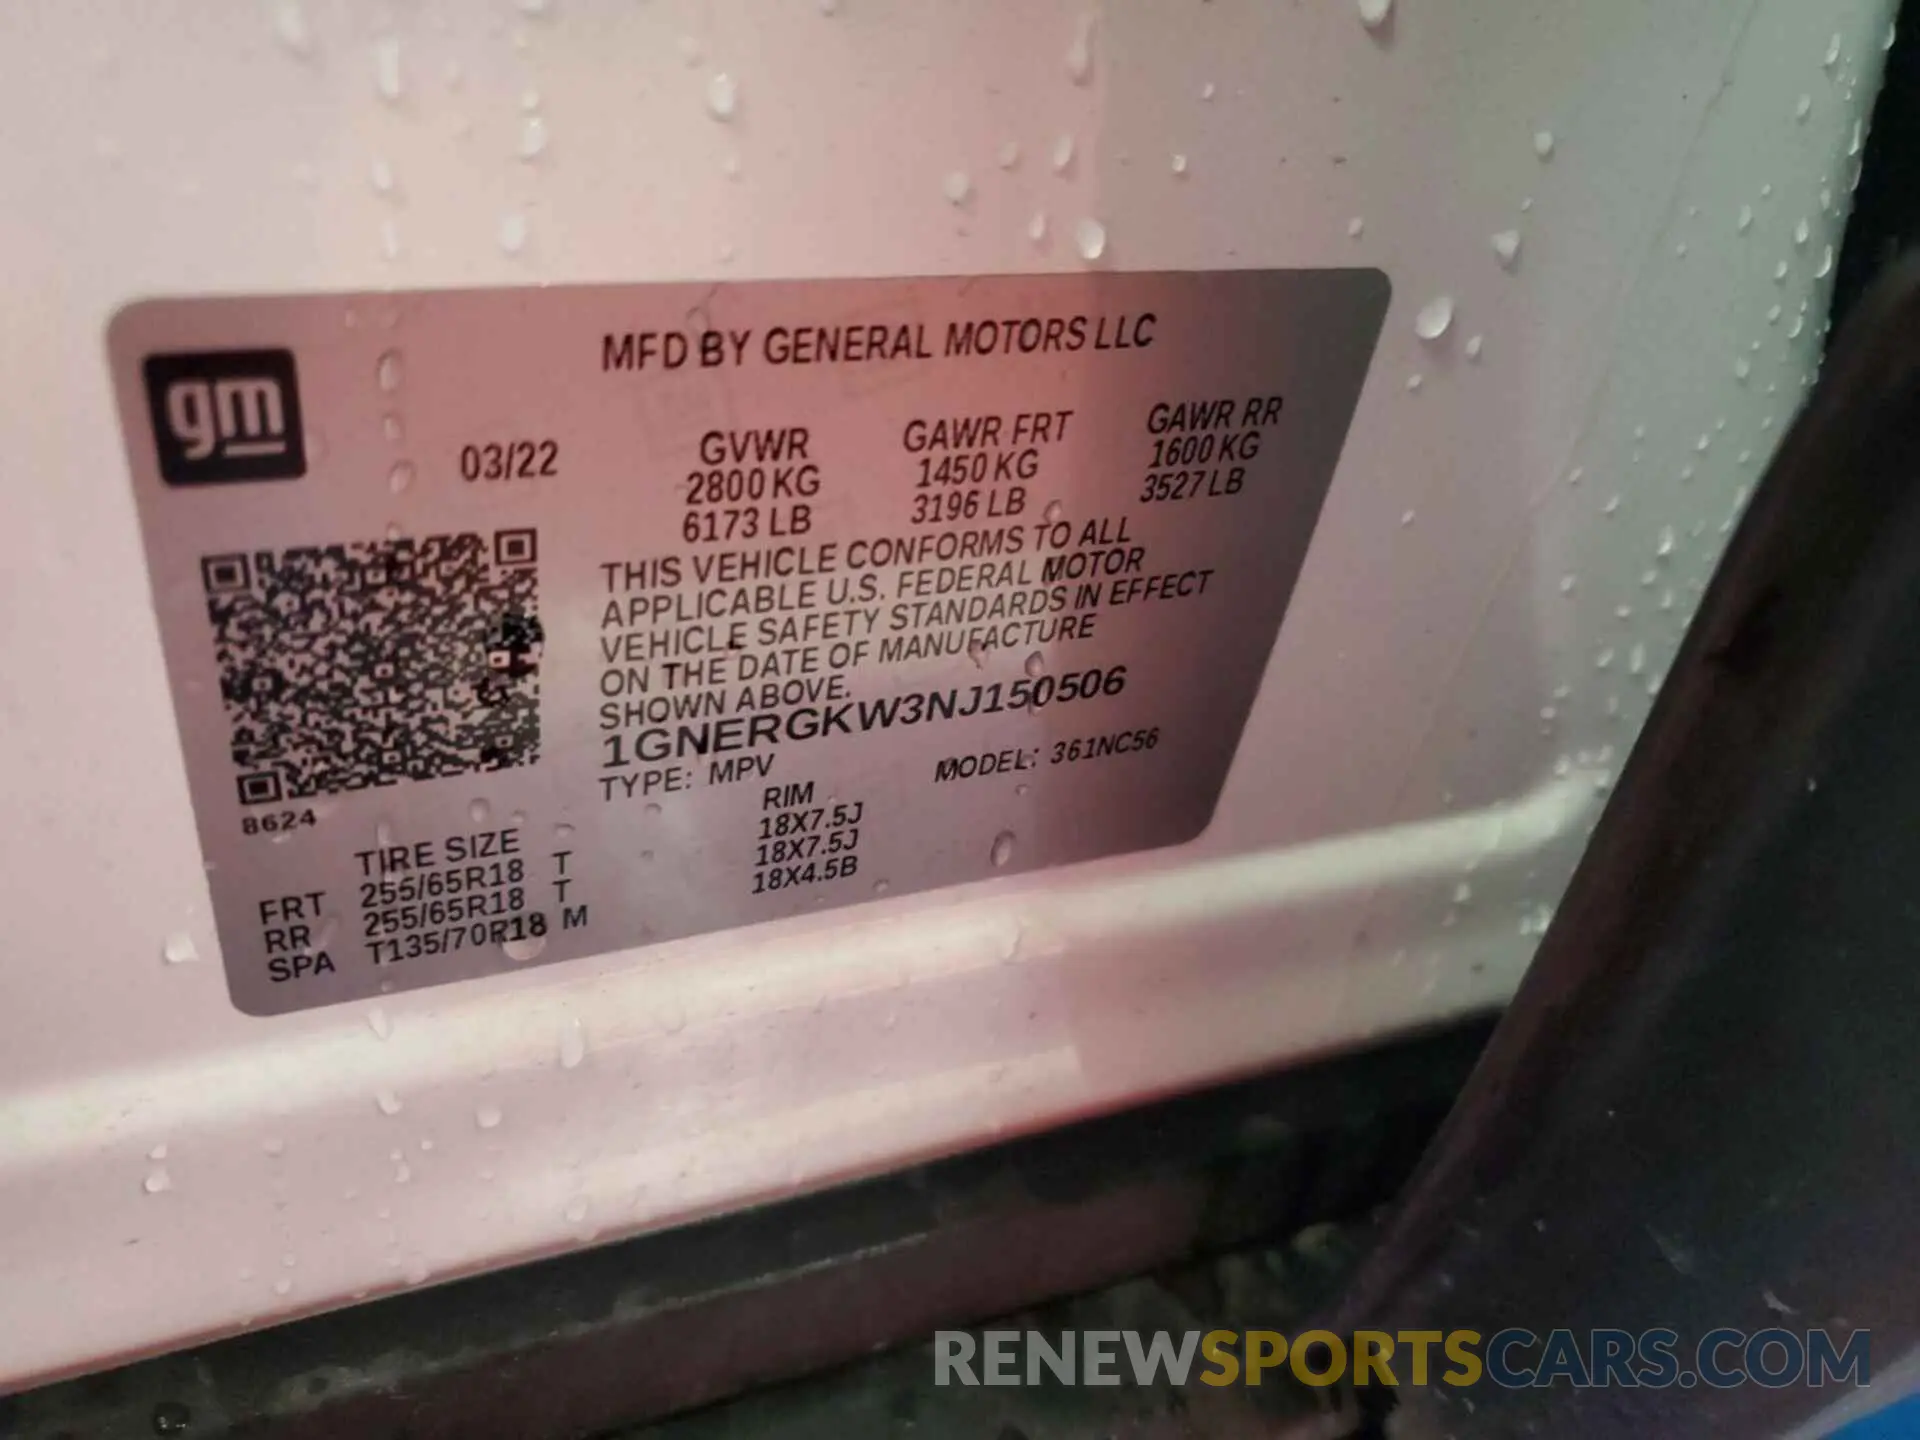 MFD BY GENERAL MOTORS LLC
gm
03/22
GVWR GAWR FRT GAWR RR
2800 KG 1450 KG 1600 KG
6173 LB 3196 LB 3527 LB
THIS VEHICLE CONFORMS TO ALL
APPLICABLE U.S. FEDERAL MOTOR
VEHICLE SAFETY STANDARDS IN EFFECT
ON THE DATE OF MANUFACTURE
SHOWN ABOVE.
1GNERGKW3NJ150506
TYPE: MPV MODEL: 361NC56
8624
TIRE SIZE RIM
FRT 255/65R18 T 18X7.5J
RR 255/65R18 T 18X7.5J
SPA T135/70R18 M 18X4.5B
RENEWSPORTSCARS.COM